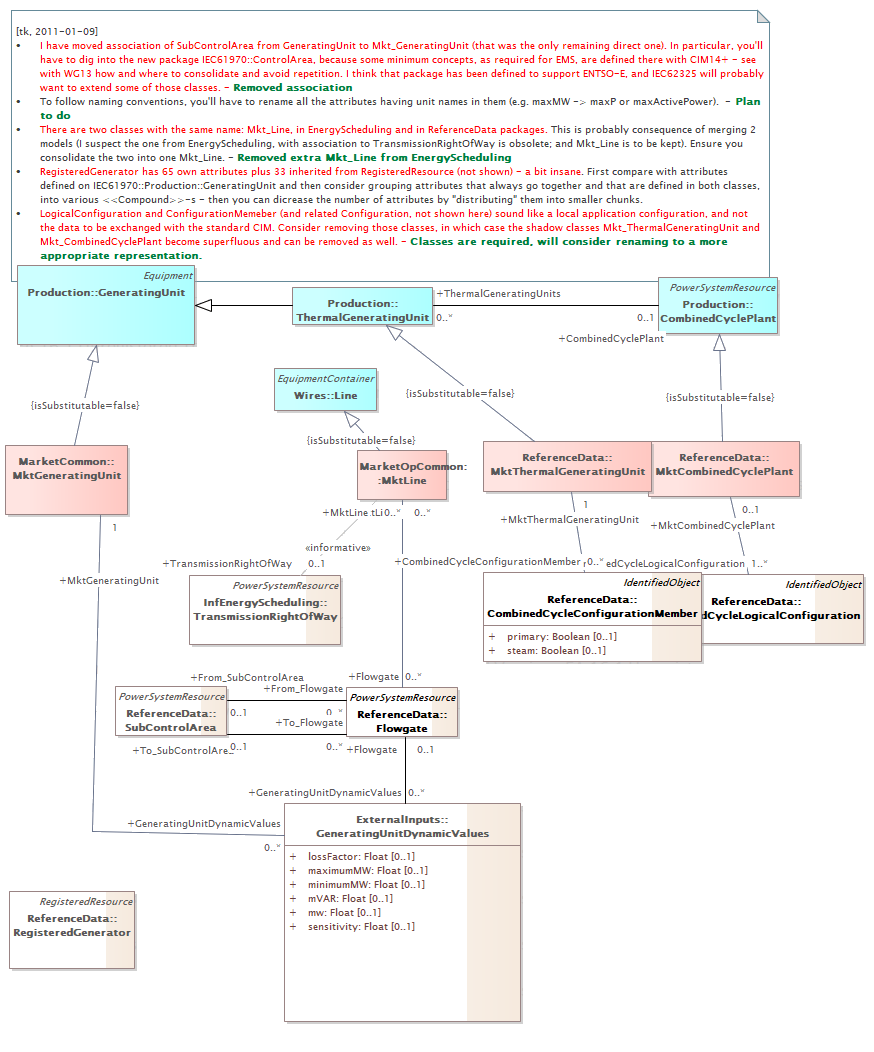 [tk, 2011-01-09]
• I have moved association of SubControlArea from GeneratingUnit to Mkt_GeneratingUnit (that was the only remaining direct one). In particular, you'll
have to dig into the new package IEC61970::ControlArea, because some minimum concepts, as required for EMS, are defined there with CIM14+ - see
with WG13 how and where to consolidate and avoid repetition. I think that package has been defined to support ENTSO-E, and IEC62325 will probably
want to extend some of those classes. - Removed association
• To follow naming conventions, you'll have to rename all the attributes having unit names in them (e.g. maxMW -> maxP or maxActivePower). - Plan
to do
• There are two classes with the same name: Mkt_Line, in EnergyScheduling and in ReferenceData packages. This is probably consequence of merging 2
models (I suspect the one from EnergyScheduling, with association to TransmissionRightOfWay is obsolete; and Mkt_Line is to be kept). Ensure you
consolidate the two into one Mkt_Line. - Removed extra Mkt_Line from EnergyScheduling
• RegisteredGenerator has 65 own attributes plus 33 inherited from RegisteredResource (not shown) - a bit insane. First compare with attributes
defined on IEC61970::Production::GeneratingUnit and then consider grouping attributes that always go together and that are defined in both classes,
into various <<Compound>>-s - then you can dicrease the number of attributes by "distributing" them into smaller chunks.
• LogicalConfiguration and ConfigurationMemeber (and related Configuration, not shown here) sound like a local application configuration, and not
the data to be exchanged with the standard CIM. Consider removing those classes, in which case the shadow classes Mkt_ThermalGeneratingUnit and
Mkt_CombinedCyclePlant become superfluous and can be removed as well. - Classes are required, will consider renaming to a more
appropriate representation.
Equipment
Production::GeneratingUnit
Production::
ThermalGeneratingUnit
+ThermalGeneratingUnits
0..*
0..1
+CombinedCyclePlant
PowerSystemResource
Production::
CombinedCyclePlant
EquipmentContainer
Wires::Line
{isSubstitutable=false}
{isSubstitutable=false}
{isSubstitutable=false}
{isSubstitutable=false}
MarketCommon::
MktGeneratingUnit
MarketOpCommon:
:MktLine
ReferenceData::
MktThermalGeneratingUnit
ReferenceData::
MktCombinedCyclePlant
1
+MktLine
.tLi
0..*
0..*
1
+MktThermalGeneratingUnit
0..1
+MktCombinedCyclePlant
«informative»
+TransmissionRightOfWay
0..1
+MktGeneratingUnit
+CombinedCycleConfigurationMember
0..*
edCycleLogicalConfiguration
1..*
PowerSystemResource
InfEnergyScheduling::
TransmissionRightOfWay
IdentifiedObject
ReferenceData::
CombinedCycleConfigurationMember
+ primary: Boolean [0..1]
+ steam: Boolean [0..1]
IdentifiedObject
ReferenceData::
dCycleLogicalConfiguration
+From_SubControlArea
+From_Flowgate
0..1
0..*
+Flowgate
0..*
PowerSystemResource
ReferenceData::
SubControlArea
+To_Flowgate
PowerSystemResource
ReferenceData::
Flowgate
+To_SubControlArea
0..1
0..*
+Flowgate
0..1
+GeneratingUnitDynamicValues
0..*
+GeneratingUnitDynamicValues
0..*
ExternalInputs::
GeneratingUnitDynamicValues
+ lossFactor: Float [0..1]
+ maximumMW: Float [0..1]
+ minimumMW: Float [0..1]
+ mVAR: Float [0..1]
+ mw: Float [0..1]
+ sensitivity: Float [0..1]
RegisteredResource
ReferenceData::
RegisteredGenerator